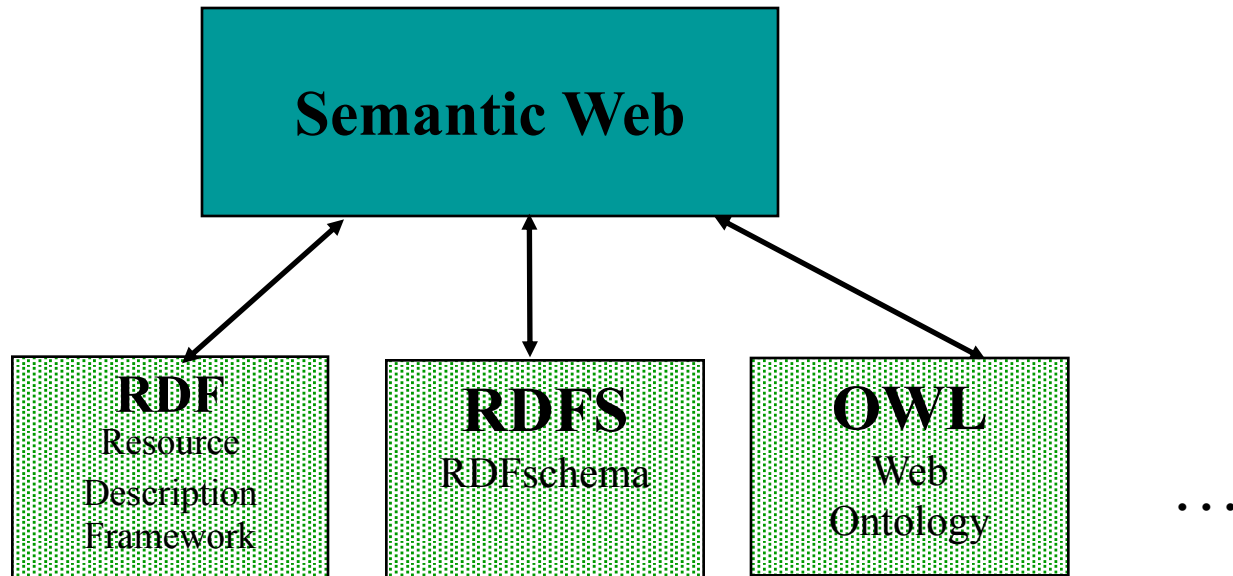 Semantic Web
RDF
Resource
Description
Framework
RDFS
RDFschema
OWL
Web
Ontology
...